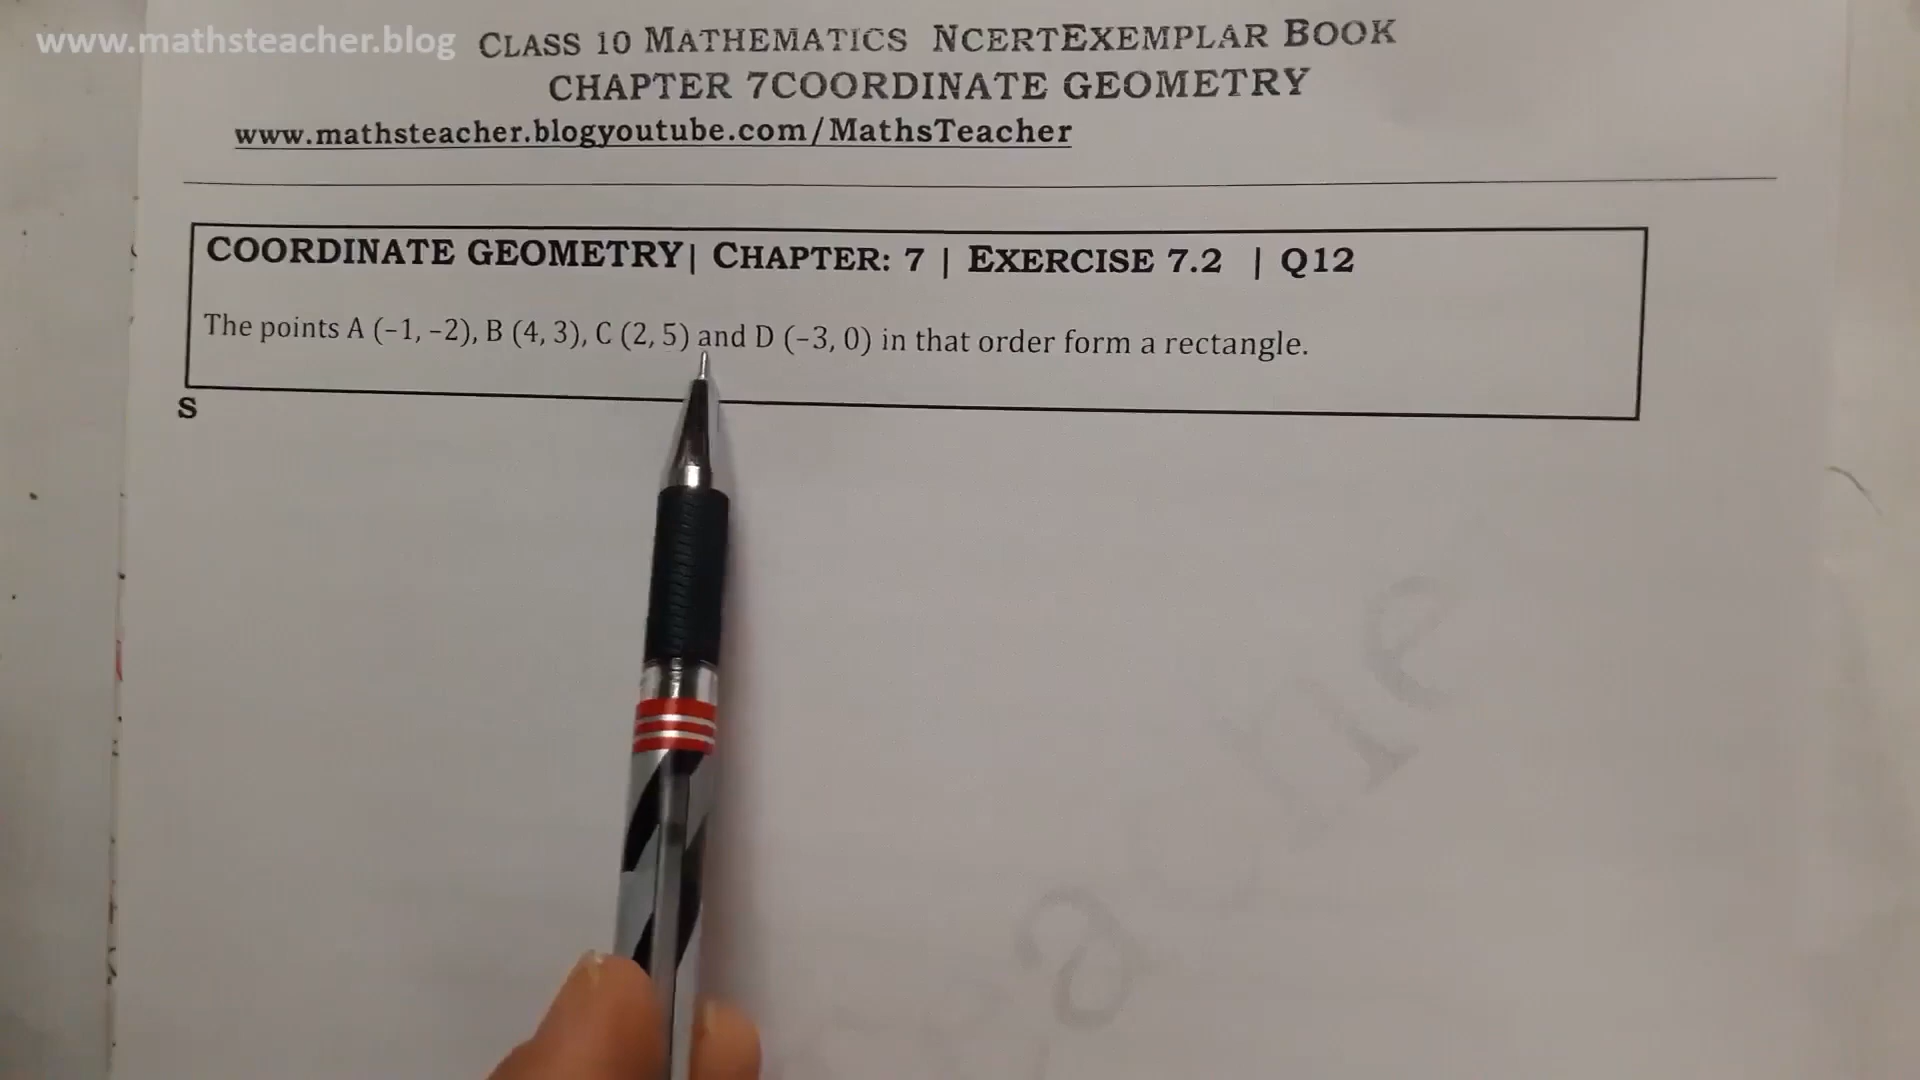 www.mathsteacher.blog
CLASS 10 MATHEMATICS NCERTEXEMPLAR BOOK
CHAPTER 7COORDINATE GEOMETRY
www.mathsteacher.blogyoutube.com/MathsTeacher
COORDINATE GEOMETRY| CHAPTER: 7 | EXERCISE 7.2 | Q12
The points A (−1, −2), B (4, 3), C (2, 5) and D (−3, 0) in that order form a rectangle.
S